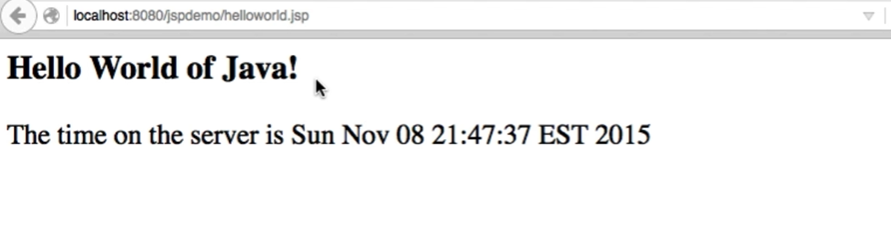 localhost:8080/jspdemo/helloworld.jsp
Hello World of Java!
The time on the server is Sun Nov 08 21:47:37 EST 2015